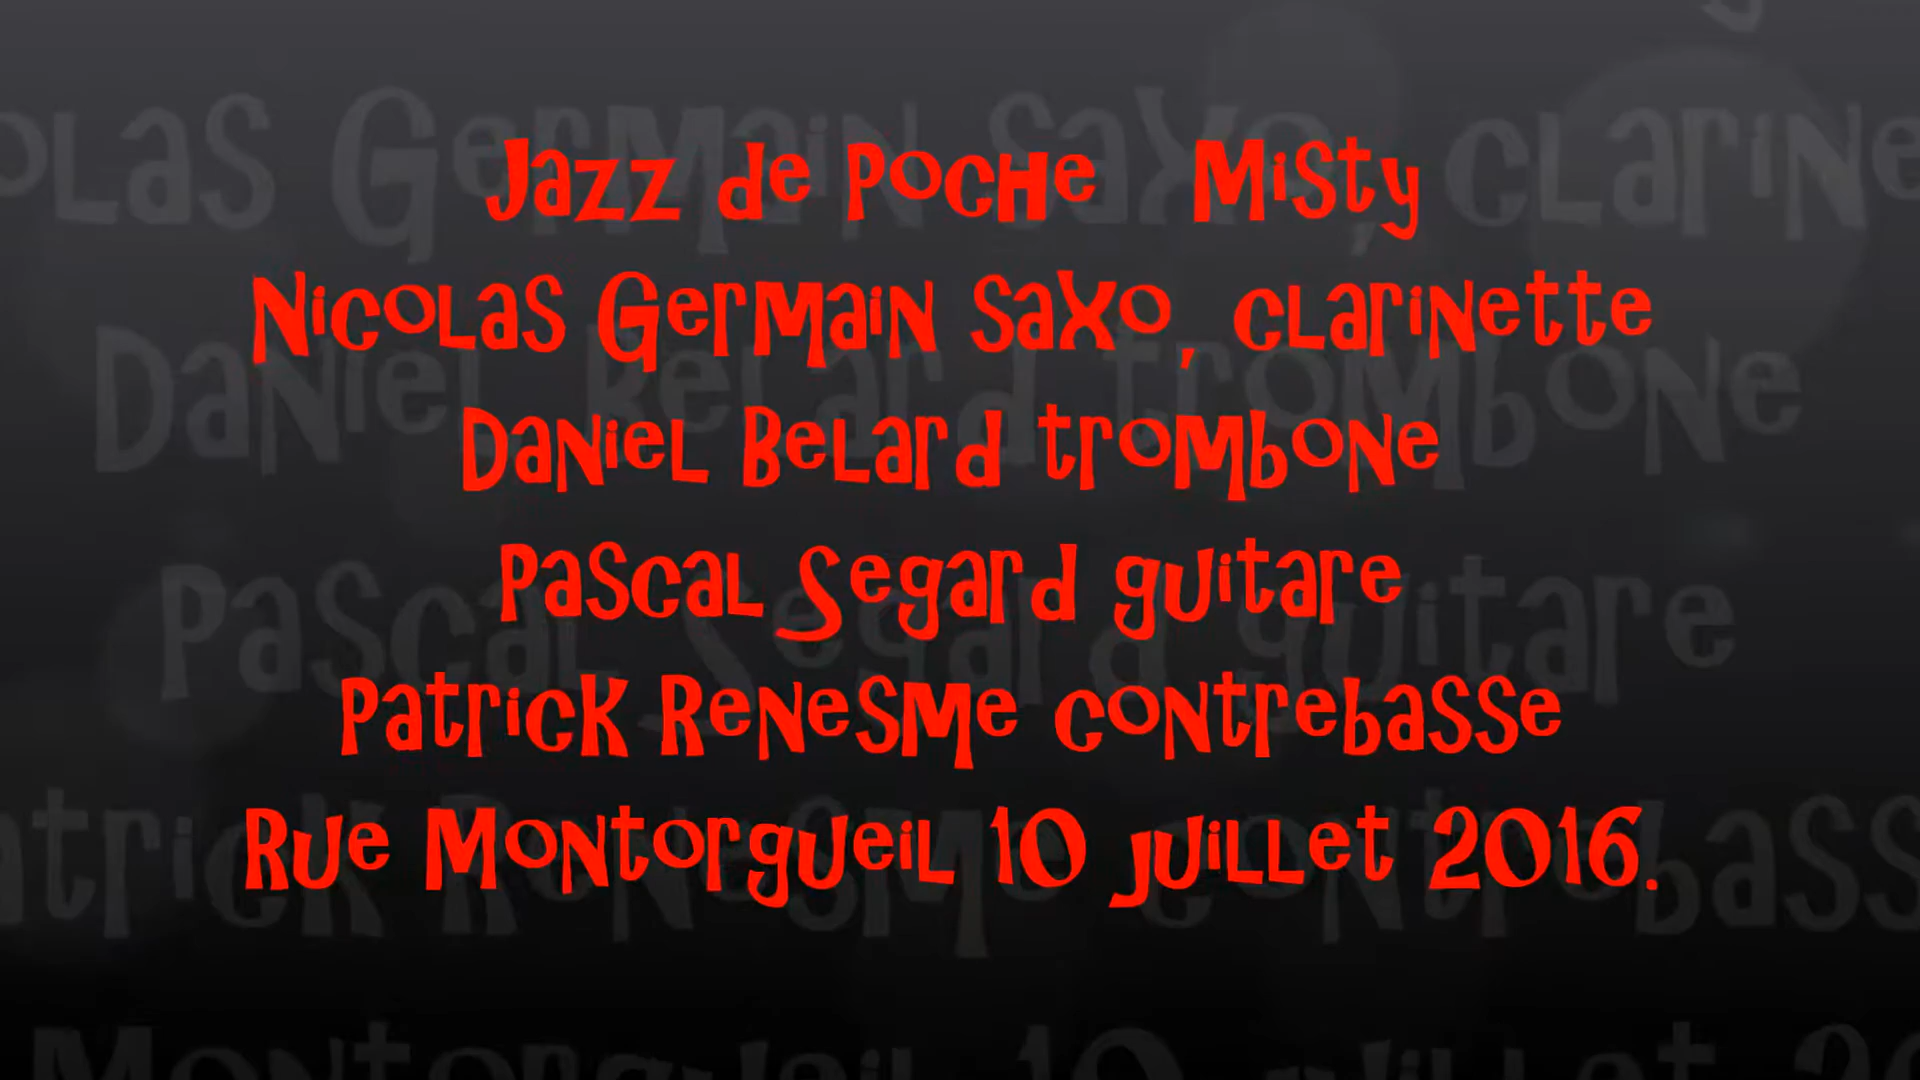 Jazz de Poche Misty
Nicolas Germain Saxo, clarinette
Daniel Belard trombone
Pascal Segard guitare
Patrick Renesme contrebasse
Rue Montorgueil 10 juillet 2016.